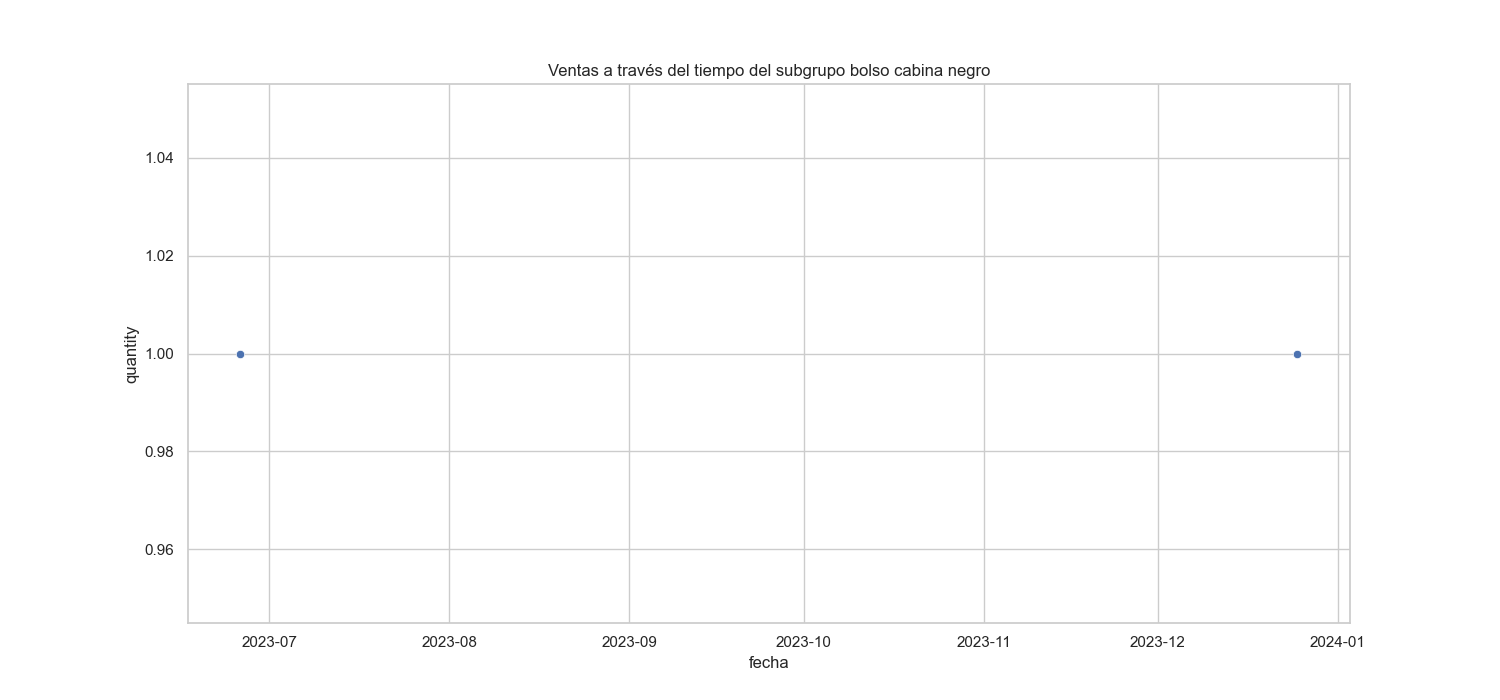 Ventas a través del tiempo del subgrupo bolso cabina negro
1.04
1.02
1.00
0.98
0.96
quantity
2023-07 2023-08 2023-09 2023-10 2023-11 2023-12 2024-01
fecha